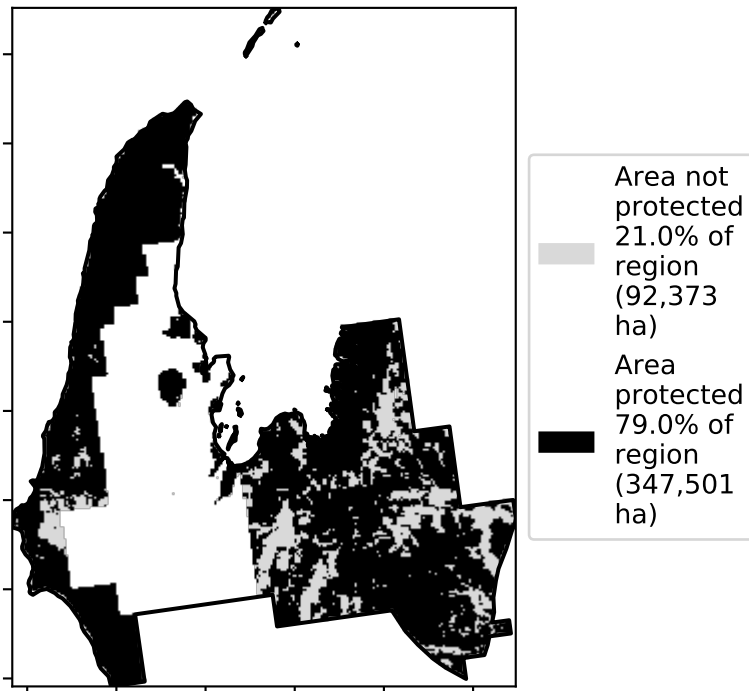 Area not
protected
21.0% of
region
(92,373
ha)
Area
protected
79.0% of
region
(347,501
ha)